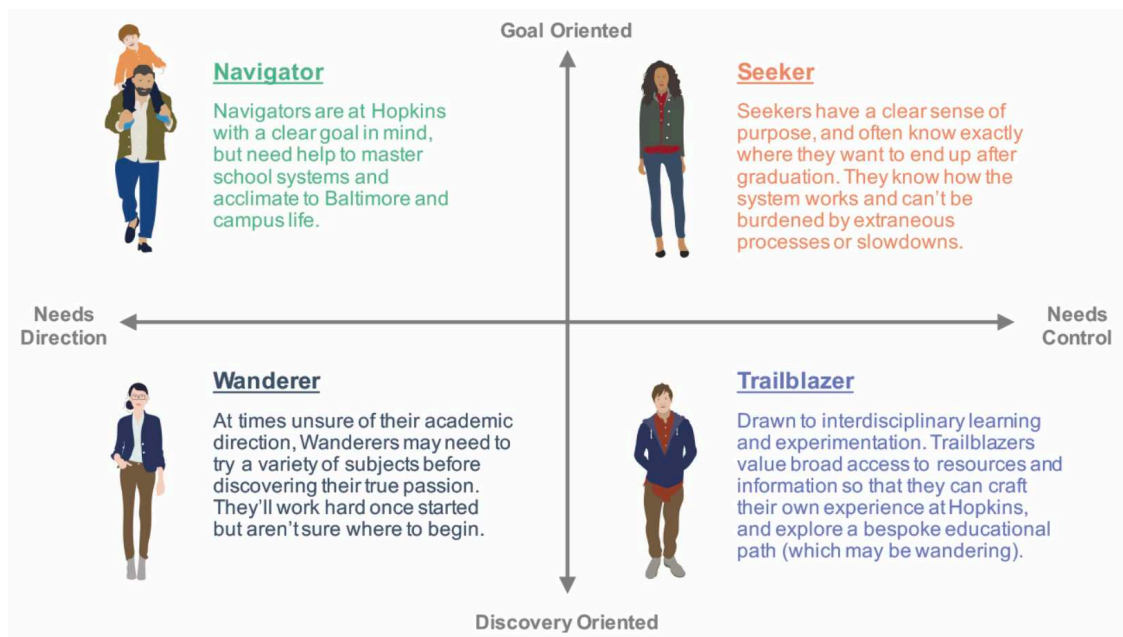 Goal Oriented
Navigator
Navigators are at Hopkins
with a clear goal in mind,
but need help to master
school systems and
acclimate to Baltimore and
campus life.
Seeker
Seekers have a clear sense of
purpose, and often know exactly
where they want to end up after
graduation. They know how the
system works and can't be
burdened by extraneous
processes or slowdowns.
Needs
Direction
Needs
Control
Wanderer
At times unsure of their academic
direction, Wanderers may need to
try a variety of subjects before
discovering their true passion.
They'll work hard once started
but aren't sure where to begin.
Trailblazer
Drawn to interdisciplinary learning
and experimentation. Trailblazers
value broad access to resources and
information so that they can craft
their own experience at Hopkins,
and explore a bespoke educational
path (which may be wandering).
Discovery Oriented